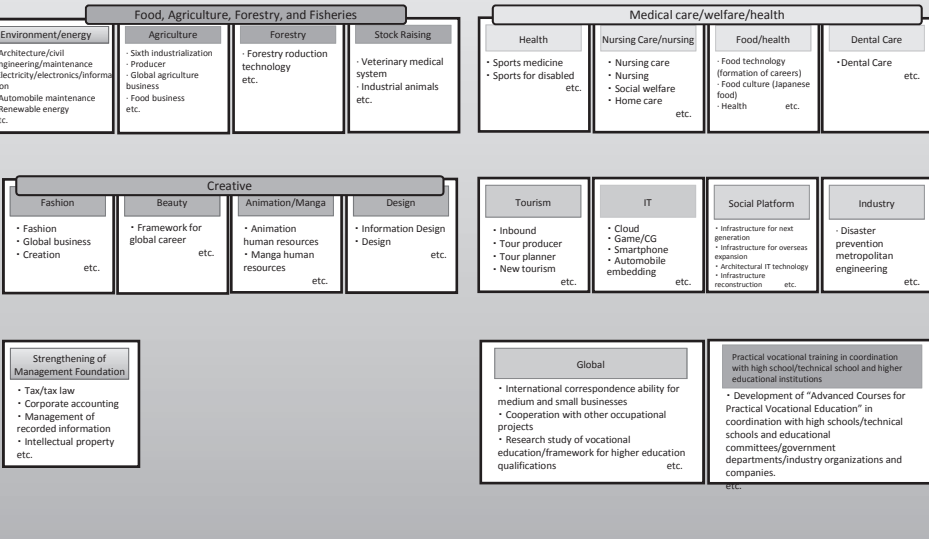 Food, Agriculture, Forestry, and Fisheries
Environment/energy
Architecture/civil
engineering/maintenance
Electricity/electronics/informa
on
Automobile maintenance
Renewable energy
etc.
Agriculture
· Sixth industrialization
· Producer
· Global agriculture
business
· Food business
etc.
Forestry
· Forestry roduction
technology
etc.
Stock Raising
· Veterinary medical
system
· Industrial animals
etc.
Medical care/welfare/health
Health
・Sports medicine
・Sports for disabled
etc.
Nursing Care/nursing
・Nursing care
・Nursing
・Social welfare
・Home care
etc.
Food/health
· Food technology
(formation of careers)
· Food culture (Japanese
food)
· Health etc.
Dental Care
・Dental Care
etc.
Creative
Fashion
・Fashion
・Global business
・Creation
etc.
Beauty
・Framework for
global career
etc.
Animation/Manga
・Animation
human resources
・Manga human
resources
etc.
Design
・Information Design
・Design
etc.
Tourism
・Inbound
・Tour producer
・Tour planner
・New tourism
etc.
IT
・Cloud
・Game/CG
・Smartphone
・Automobile
embedding
etc.
Social Platform
・Infrastructure for next
generation
・Infrastructure for overseas
expansion
・Architectural IT technology
・Infrastructure
reconstruction etc.
Industry
· Disaster
prevention
metropolitan
engineering
etc.
Strengthening of
Management Foundation
・Tax/tax law
・Corporate accounting
・Management of
recorded information
・Intellectual property
etc.
Global
・International correspondence ability for
medium and small businesses
・Cooperation with other occupational
projects
・Research study of vocational
education/framework for higher education
qualifications etc.
Practical vocational training in coordination
with high school/technical school and higher
educational institutions
・Development of “Advanced Courses for
Practical Vocational Education” in
coordination with high schools/technical
schools and educational
committees/government
departments/industry organizations and
companies.
etc.